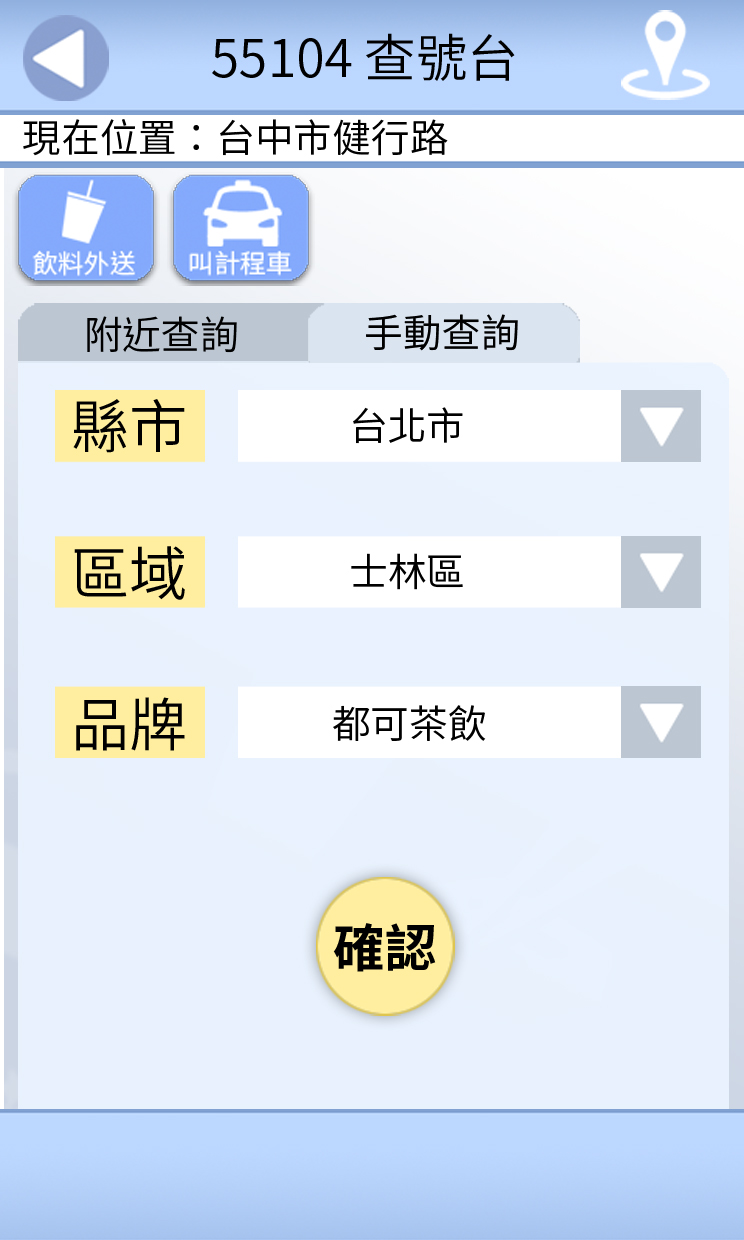 55104 查號台
現在位置：台中市健行路
飲料外送
叫計程車
附近查詢
手動查詢
縣市
台北市
區域
士林區
品牌
都可茶飲
確認